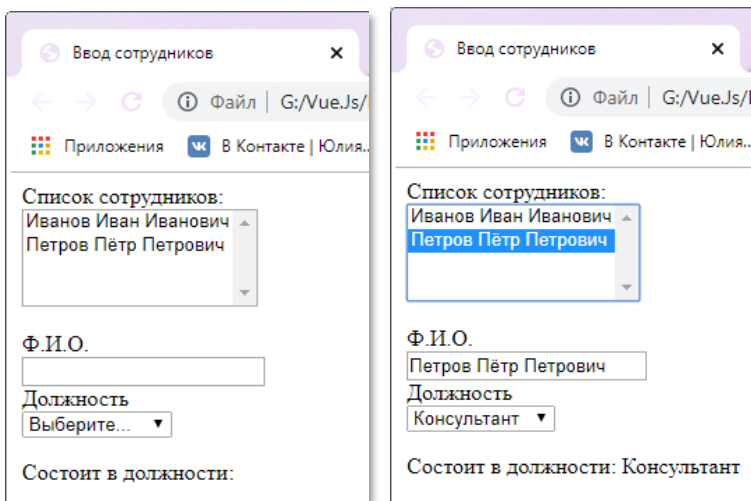 Ввод сотрудников
Файл | G:/Vue.Js/
Приложения В Контакте | Юлия..
Список сотрудников:
Иванов Иван Иванович
Петров Пётр Петрович
Ф.И.О.
Должность
Выберите...
Состоит в должности:
Ввод сотрудников
Файл | G:/Vue.Js/
Приложения В Контакте | Юлия...
Список сотрудников:
Иванов Иван Иванович
Петров Пётр Петрович
Ф.И.О.
Петров Пётр Петрович
Должность
Консультант
Состоит в должности: Консультант